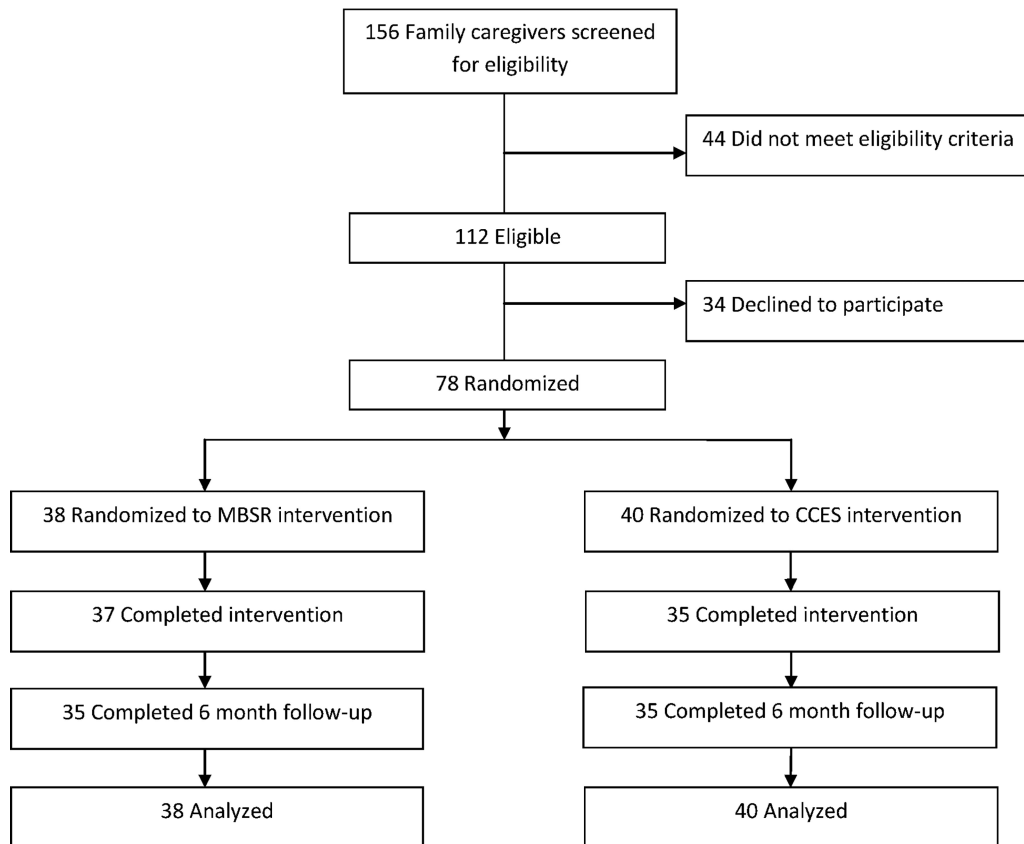 156 Family caregivers screened
for eligibility
44 Did not meet eligibility criteria
112 Eligible
34 Declined to participate
78 Randomized
38 Randomized to MBSR intervention
40 Randomized to CCES intervention
37 Completed intervention
35 Completed intervention
35 Completed 6 month follow-up
35 Completed 6 month follow-up
38 Analyzed
40 Analyzed